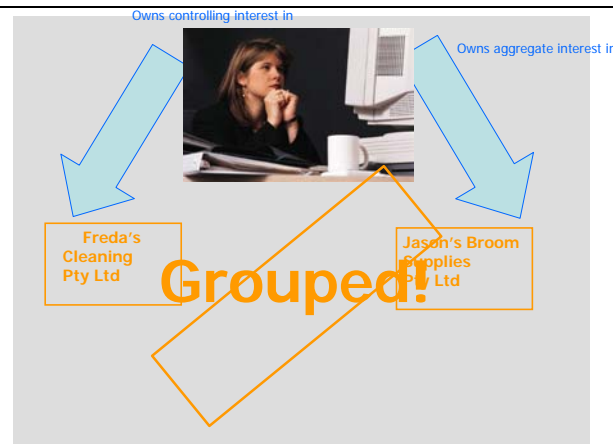 Owns controlling interest in
Owns aggregate interest in
Freda's
Cleaning
Pty Ltd
Jason's Broom
Supplies
Pty Ltd
Grouped!